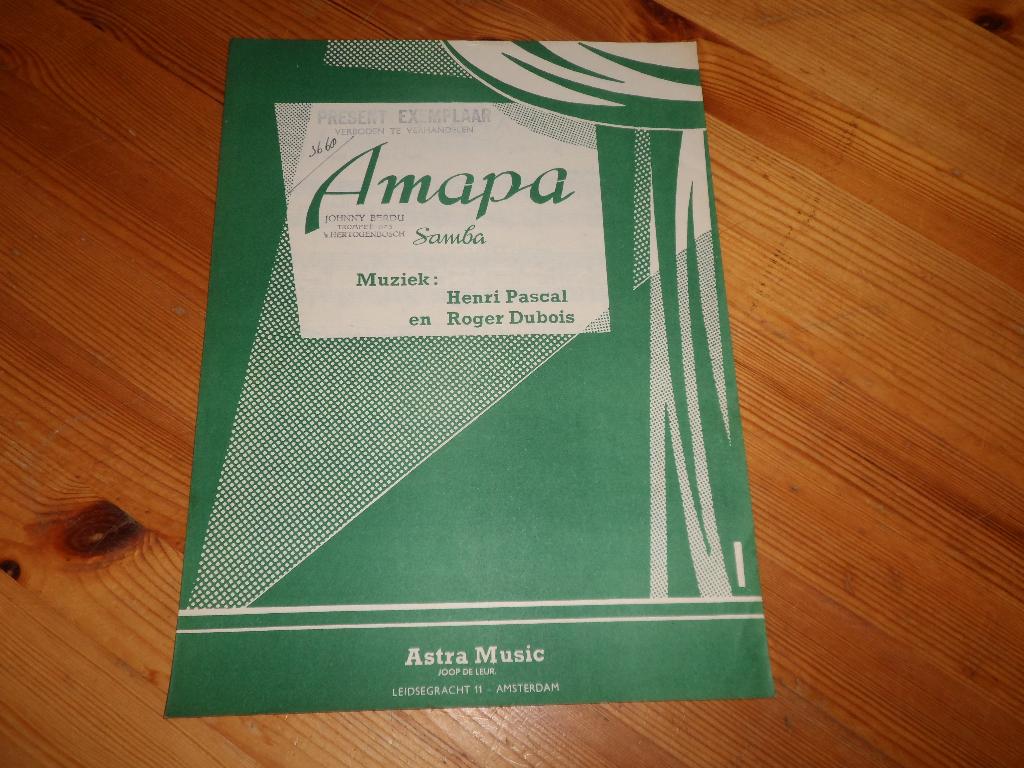 PRESENT EXEMPLAAR
VERBODEN TE VERHANDELEN
3660
Amapa
JOHNNY BERDU
'S HERTOGENBOSCH
Samba
Muziek:
Henri Pascal
en Roger Dubois
Astra Music
JOOP DE LEUR.
LEIDSEGRACHT 11 - AMSTERDAM